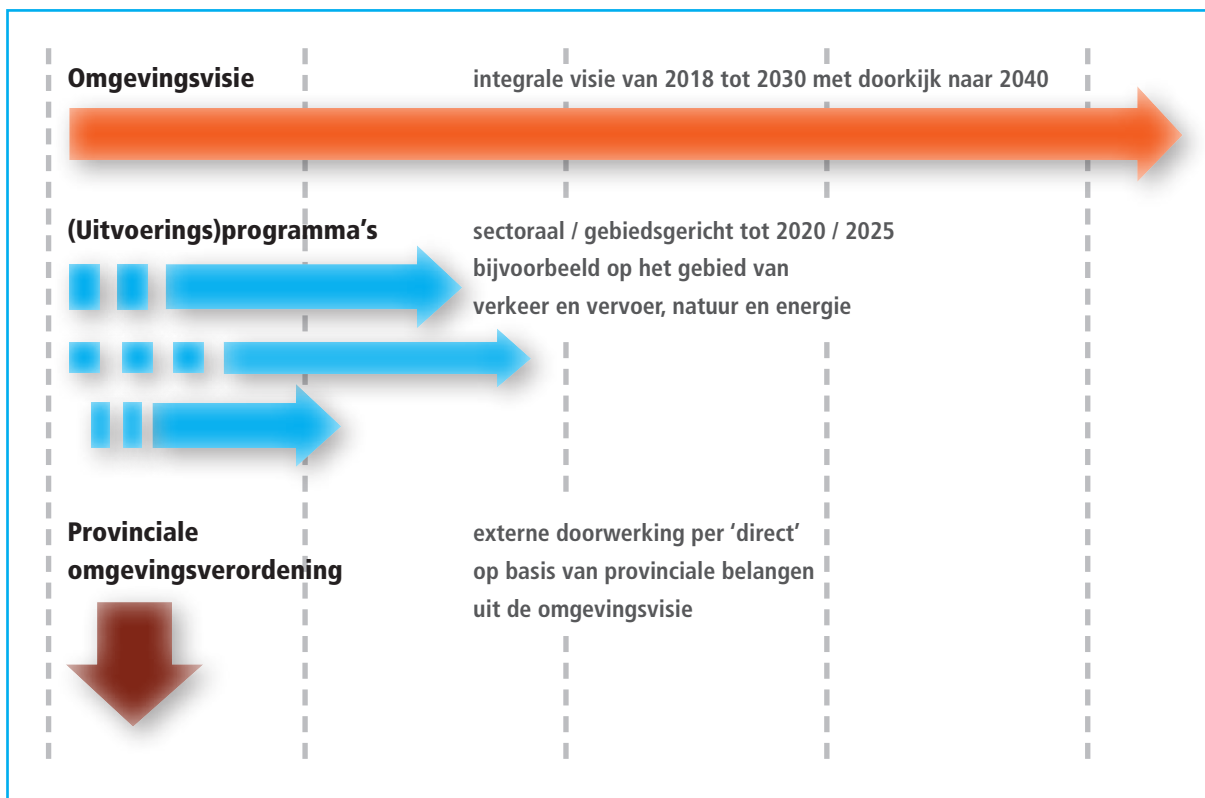 Omgevingsvisie
integrale visie van 2018 tot 2030 met doorkijk naar 2040
(Uitvoerings)programma’s
sectoraal / gebiedsgericht tot 2020 / 2025
bijvoorbeeld op het gebied van
verkeer en vervoer, natuur en energie
Provinciale
omgevingsverordening
externe doorwerking per ‘direct’
op basis van provinciale belangen
uit de omgevingsvisie